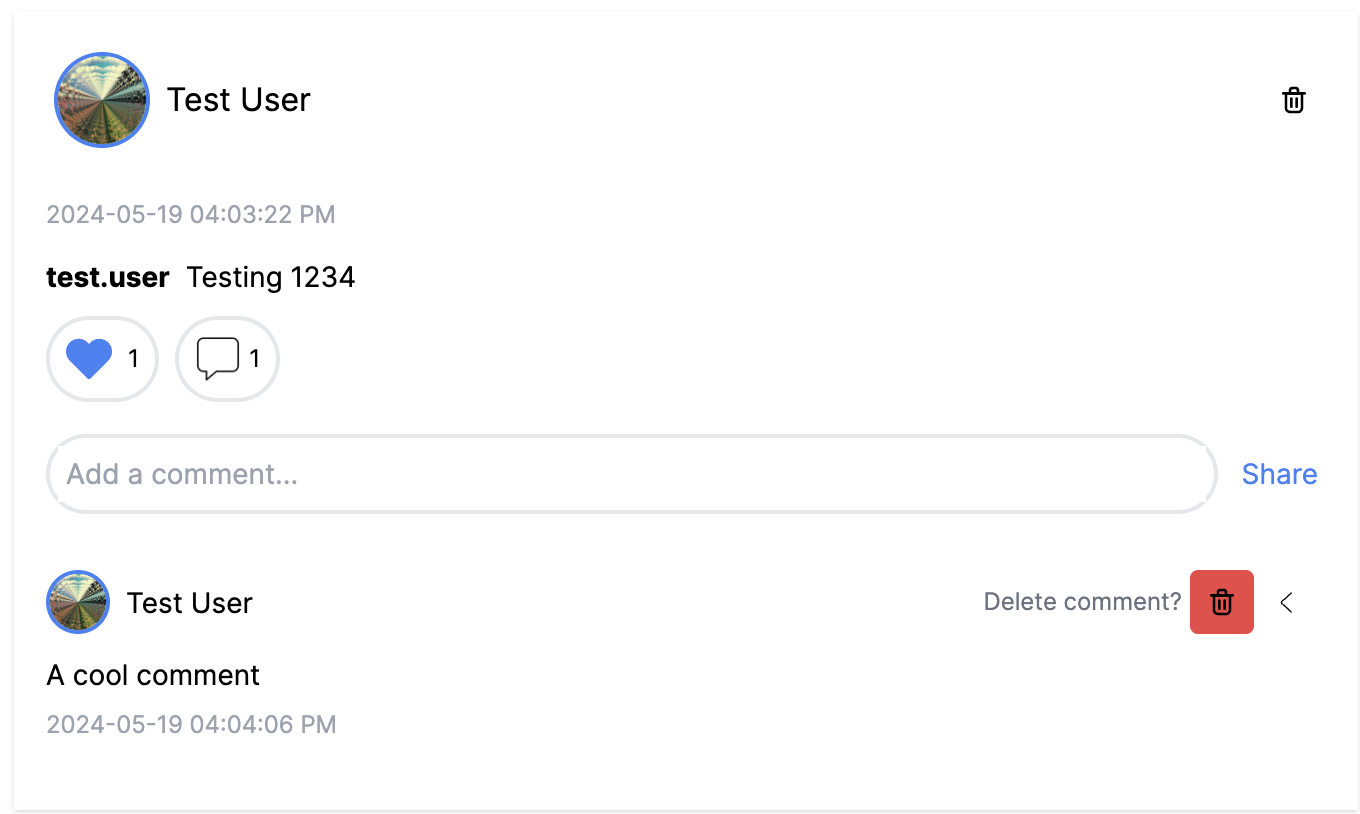 Test User
2024-05-19 04:03:22 PM
test.user Testing 1234
1 1
Add a comment... Share
Test User Delete comment?
A cool comment
2024-05-19 04:04:06 PM